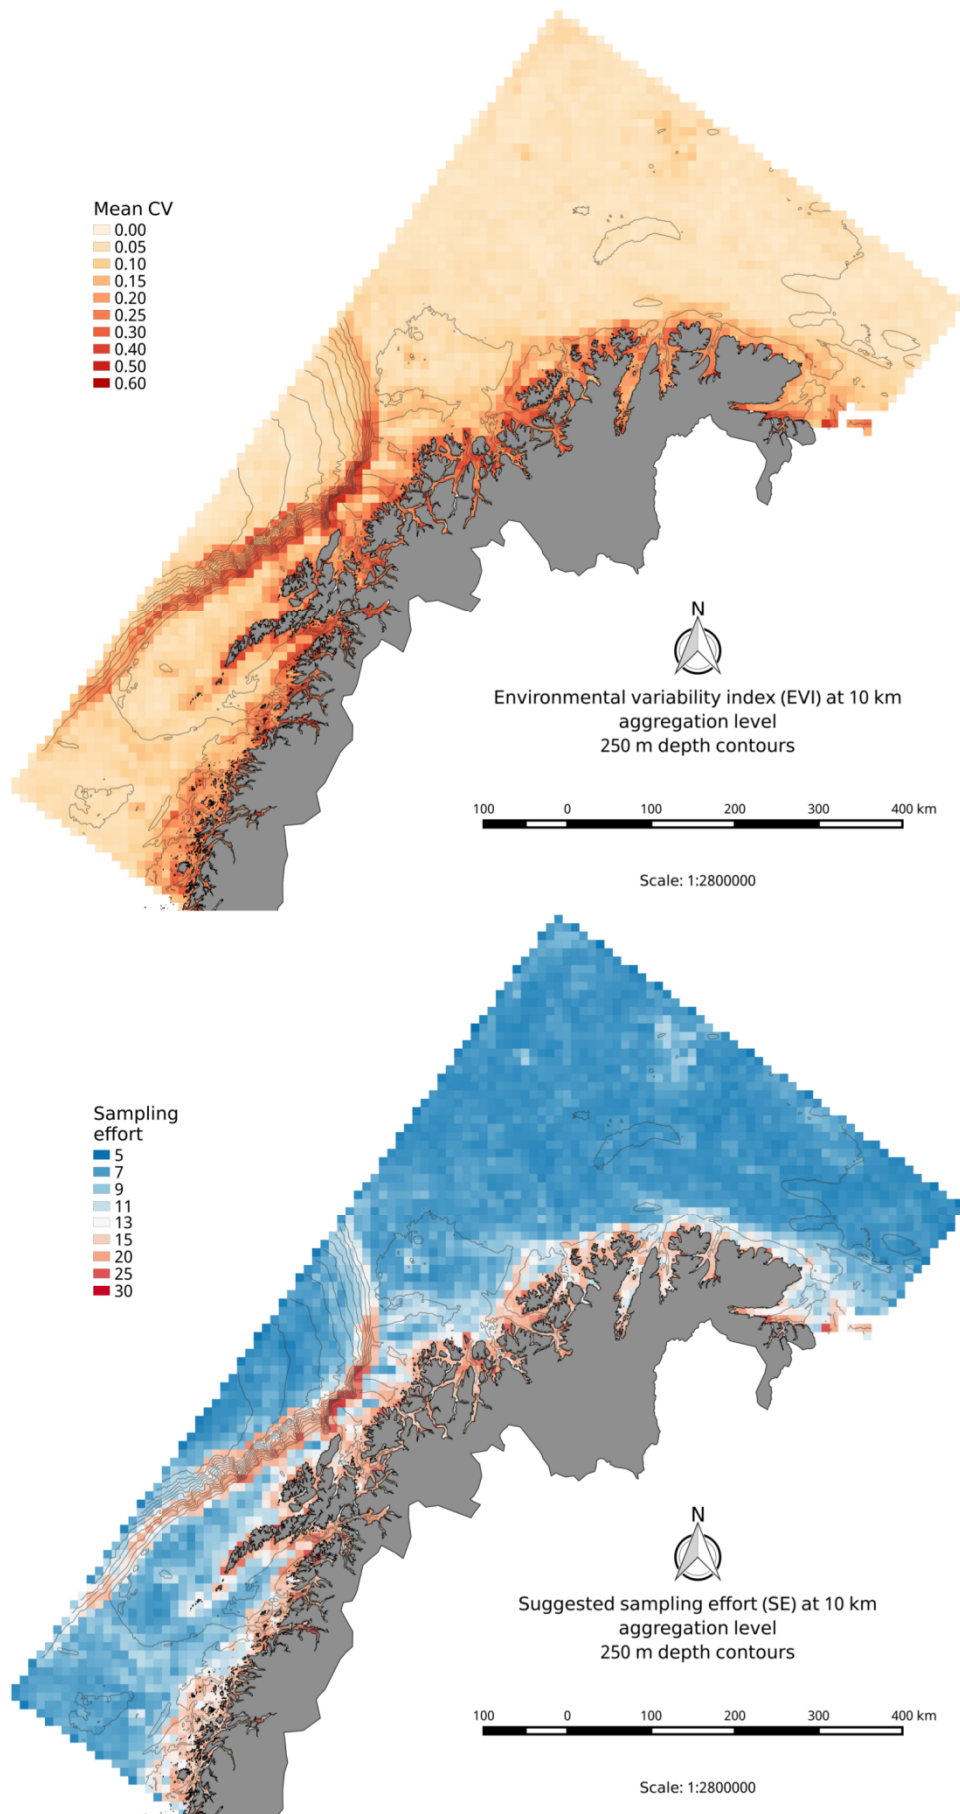 Mean CV
0.00
0.05
0.10
0.15
0.20
0.25
0.30
0.40
0.50
0.60
N
Environmental variability index (EVI) at 10 km
aggregation level
250 m depth contours
100 0 100 200 300 400 km
Scale: 1:2800000
Sampling
effort
5
7
9
11
13
15
20
25
30
N
Suggested sampling effort (SE) at 10 km
aggregation level
250 m depth contours
100 0 100 200 300 400 km
Scale: 1:2800000